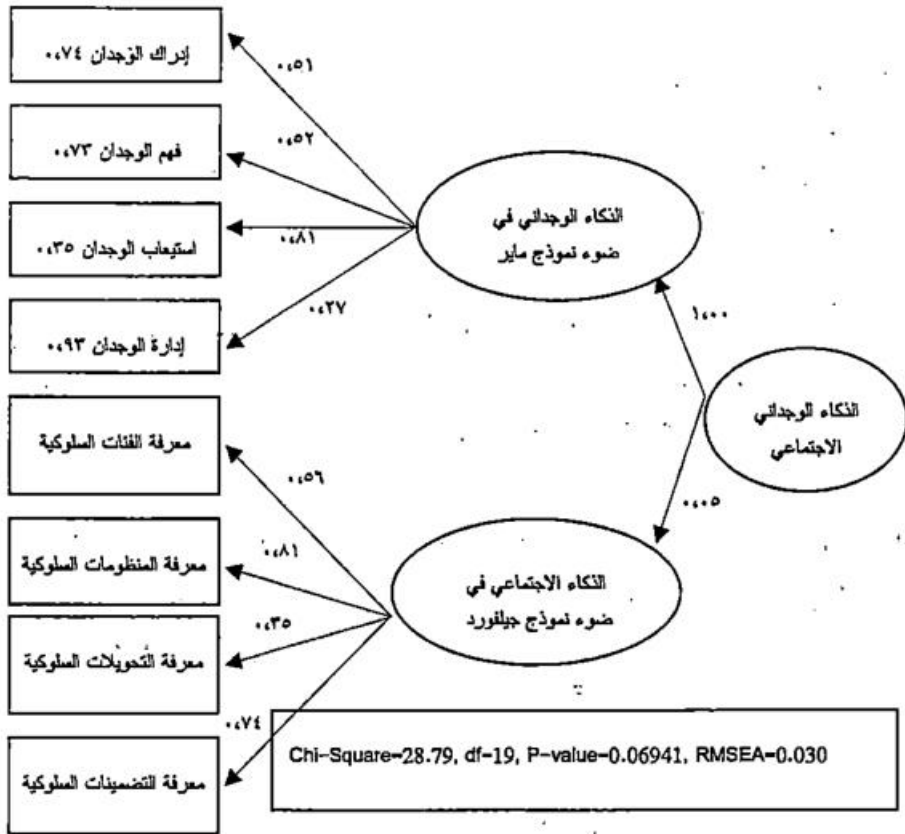 إدراك الوجدان ٠،٧٤
٠،٥١
فهم الوجدان ٠،٧٣
٠،٥٢
الذكاء الوجداني في
ضوء نموذج ماير
استيعاب الوجدان ٠،٣٥
٠،٨١
إدارة الوجدان ٠،٩٣
٠،٢٧
١،٠٠
الذكاء الوجداني
الاجتماعي
معرفة الفئات السلوكية
٠،٥٦
٠،٠٥
معرفة المنظومات السلوكية
٠،٨١
الذكاء الاجتماعي في
ضوء نموذج جيلفورد
معرفة التحويلات السلوكية
٠،٣٥
معرفة التضمينات السلوكية
٠،٧٤
Chi-Square=28.79, df=19, P-value=0.06941, RMSEA=0.030